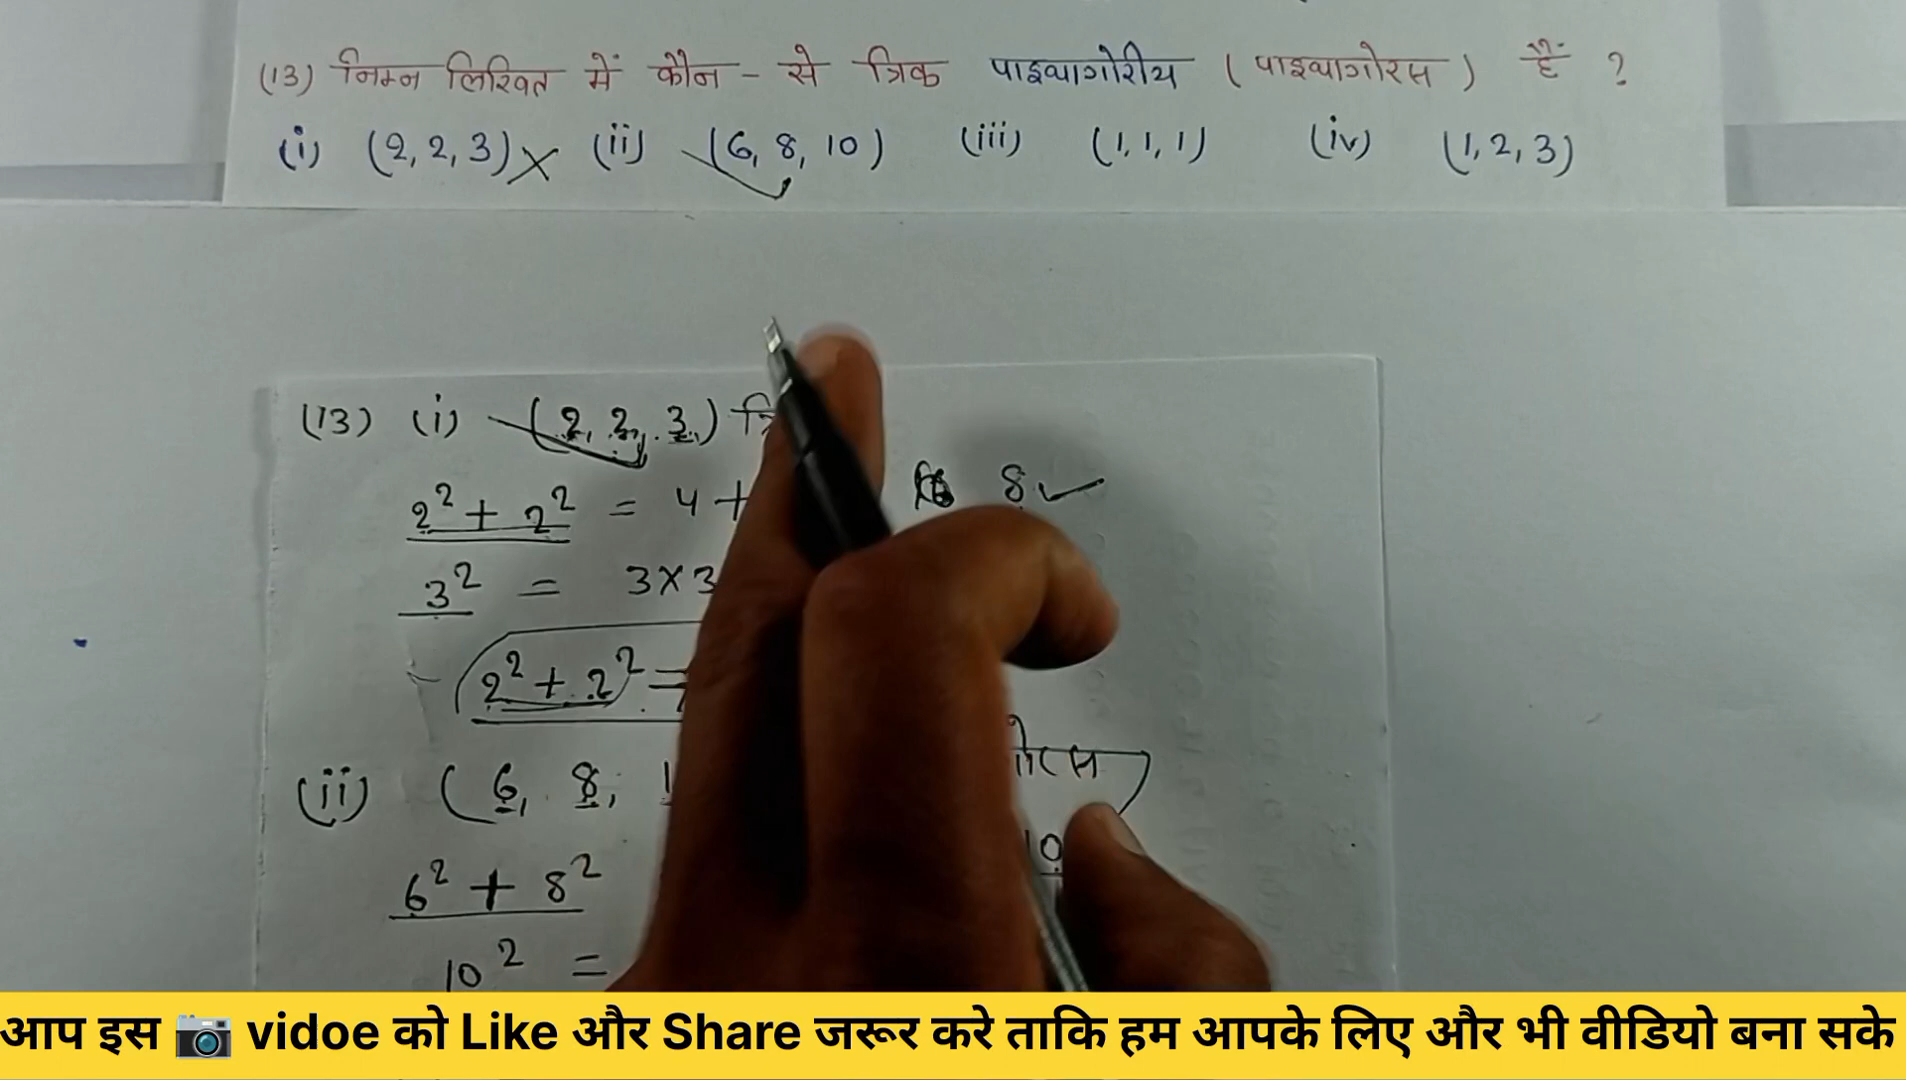 (13) निम्न लिखित में कौन - से त्रिक पाइथागोरीय ( पाइथागोरस ) हैं ?
(i) (2, 2, 3) × (ii) (6, 8, 10) (iii) (1, 1, 1) (iv) (1, 2, 3)
(13) (i) (2, 2, 3)
2² + 2² = 4 + 8 ✓
3² = 3×3
2² + 2² =
(ii) ( 6, 8,
6² + 8² 10
10² =
आप इस 📷 vidoe को Like और Share जरूर करे ताकि हम आपके लिए और भी वीडियो बना सके